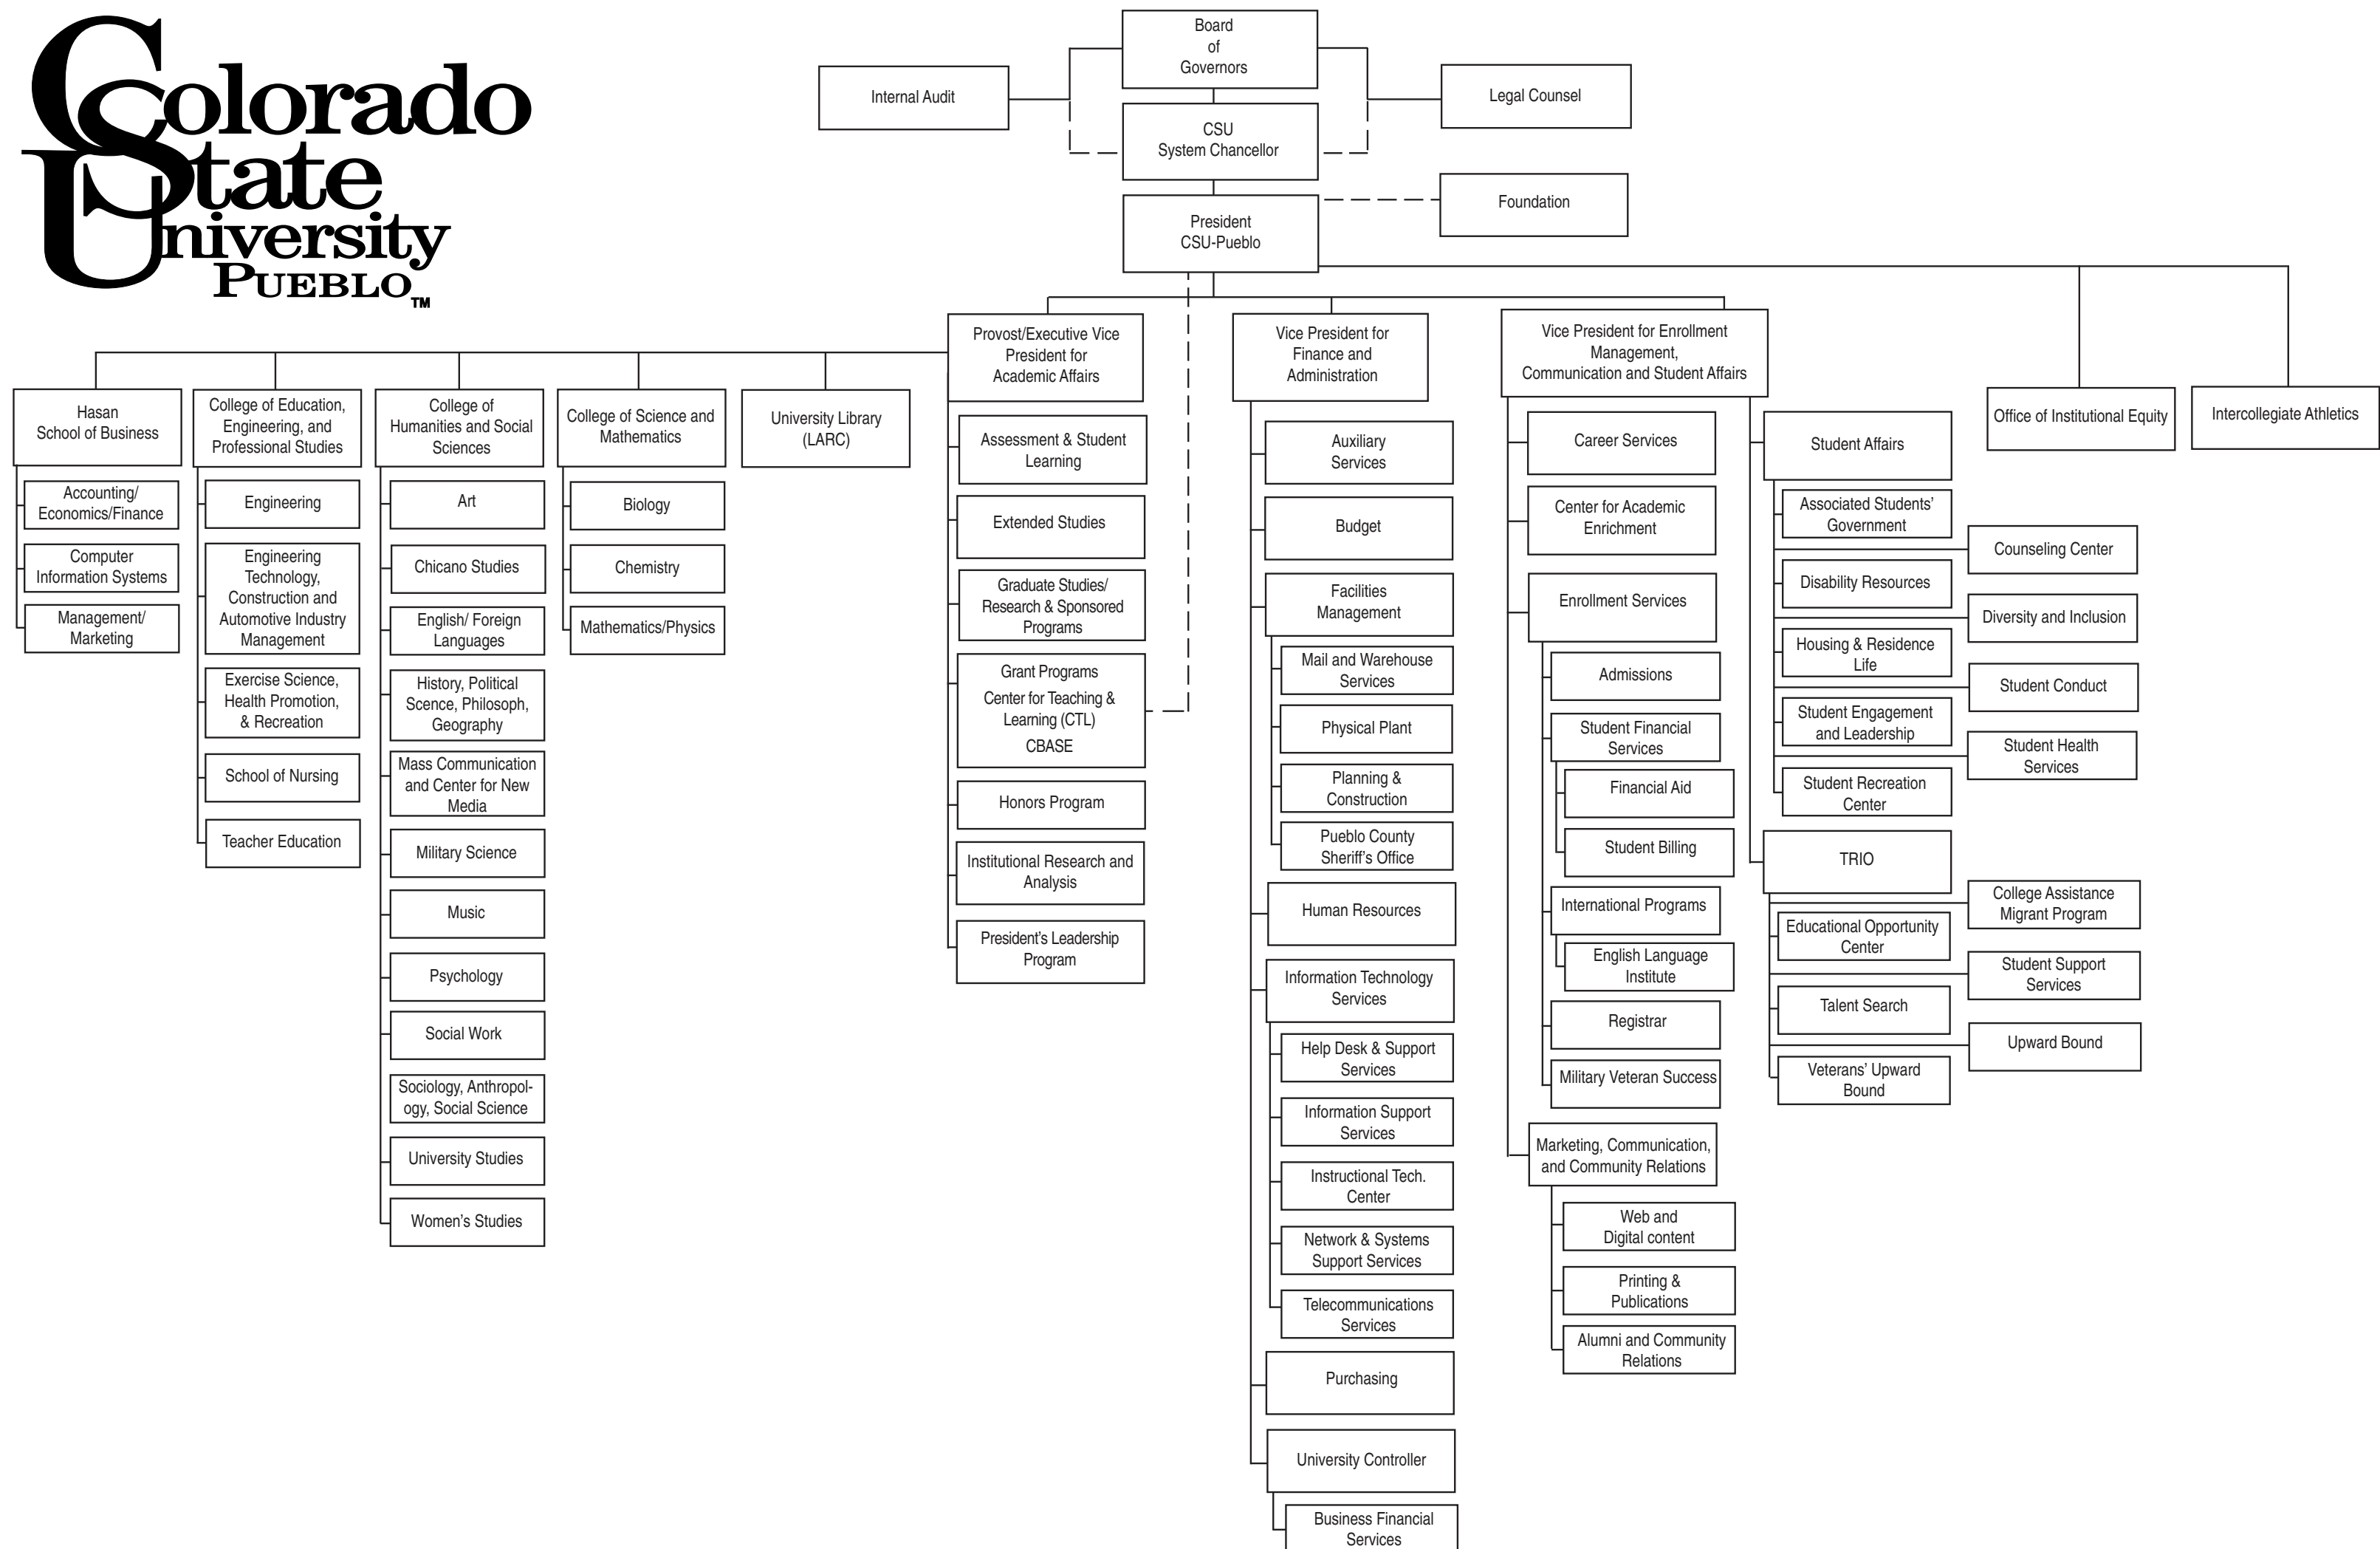 Colorado
State
University
PUEBLO™
Board
of
Governors
Internal Audit
Legal Counsel
CSU
System Chancellor
Foundation
President
CSU-Pueblo
Provost/Executive Vice
President for
Academic Affairs
Vice President for
Finance and
Administration
Vice President for Enrollment
Management,
Communication and Student Affairs
Office of Institutional Equity
Intercollegiate Athletics
Hasan
School of Business
Accounting/
Economics/Finance
Computer
Information Systems
Management/
Marketing
College of Education,
Engineering, and
Professional Studies
Engineering
Engineering
Technology,
Construction and
Automotive Industry
Management
Exercise Science,
Health Promotion,
& Recreation
School of Nursing
Teacher Education
College of
Humanities and Social
Sciences
Art
Chicano Studies
English/ Foreign
Languages
History, Political
Scence, Philosoph,
Geography
Mass Communication
and Center for New
Media
Military Science
Music
Psychology
Social Work
Sociology, Anthropol-
ogy, Social Science
University Studies
Women's Studies
College of Science and
Mathematics
Biology
Chemistry
Mathematics/Physics
University Library
(LARC)
Assessment & Student
Learning
Extended Studies
Graduate Studies/
Research & Sponsored
Programs
Grant Programs
Center for Teaching &
Learning (CTL)
CBASE
Honors Program
Institutional Research and
Analysis
President's Leadership
Program
Auxiliary
Services
Budget
Facilities
Management
Mail and Warehouse
Services
Physical Plant
Planning &
Construction
Pueblo County
Sheriff's Office
Human Resources
Information Technology
Services
Help Desk & Support
Services
Information Support
Services
Instructional Tech.
Center
Network & Systems
Support Services
Telecommunications
Services
Purchasing
University Controller
Business Financial
Services
Career Services
Center for Academic
Enrichment
Enrollment Services
Admissions
Student Financial
Services
Financial Aid
Student Billing
International Programs
English Language
Institute
Registrar
Military Veteran Success
Marketing, Communication,
and Community Relations
Web and
Digital content
Printing &
Publications
Alumni and Community
Relations
Student Affairs
Associated Students'
Government
Counseling Center
Disability Resources
Diversity and Inclusion
Housing & Residence
Life
Student Conduct
Student Engagement
and Leadership
Student Health
Services
Student Recreation
Center
TRIO
College Assistance
Migrant Program
Educational Opportunity
Center
Student Support
Services
Talent Search
Upward Bound
Veterans' Upward
Bound